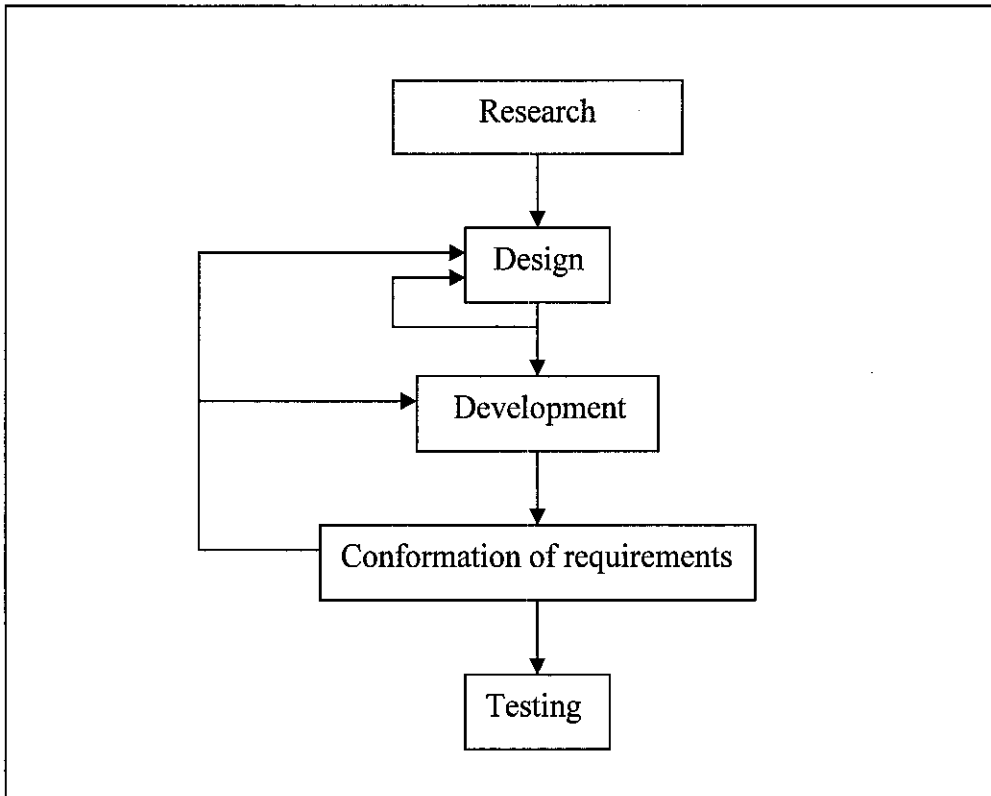 Research
Design
Development
Conformation of requirements
Testing